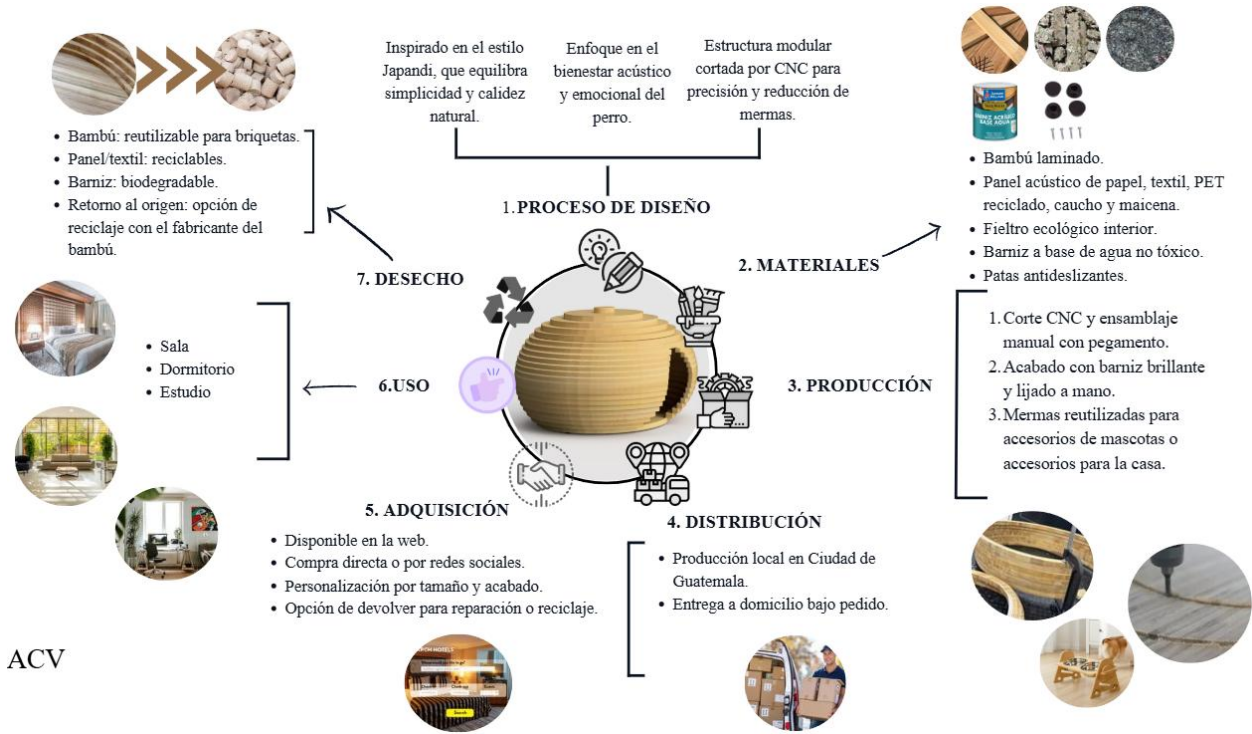 Inspirado en el estilo
Japandi, que equilibra
simplicidad y calidez
natural.
Enfoque en el
bienestar acústico
y emocional del
perro.
Estructura modular
cortada por CNC para
precisión y reducción de
mermas.
1. PROCESO DE DISEÑO
2. MATERIALES
• Bambú laminado.
• Panel acústico de papel, textil, PET
reciclado, caucho y maicena.
• Fieltro ecológico interior.
• Barniz a base de agua no tóxico.
• Patas antideslizantes.
3. PRODUCCIÓN
1. Corte CNC y ensamblaje
manual con pegamento.
2. Acabado con barniz brillante
y lijado a mano.
3. Mermas reutilizadas para
accesorios de mascotas o
accesorios para la casa.
4. DISTRIBUCIÓN
• Producción local en Ciudad de
Guatemala.
• Entrega a domicilio bajo pedido.
5. ADQUISICIÓN
• Disponible en la web.
• Compra directa o por redes sociales.
• Personalización por tamaño y acabado.
• Opción de devolver para reparación o reciclaje.
6.USO
• Sala
• Dormitorio
• Estudio
7. DESECHO
• Bambú: reutilizable para briquetas.
• Panel/textil: reciclables.
• Barniz: biodegradable.
• Retorno al origen: opción de
reciclaje con el fabricante del
bambú.
ACV